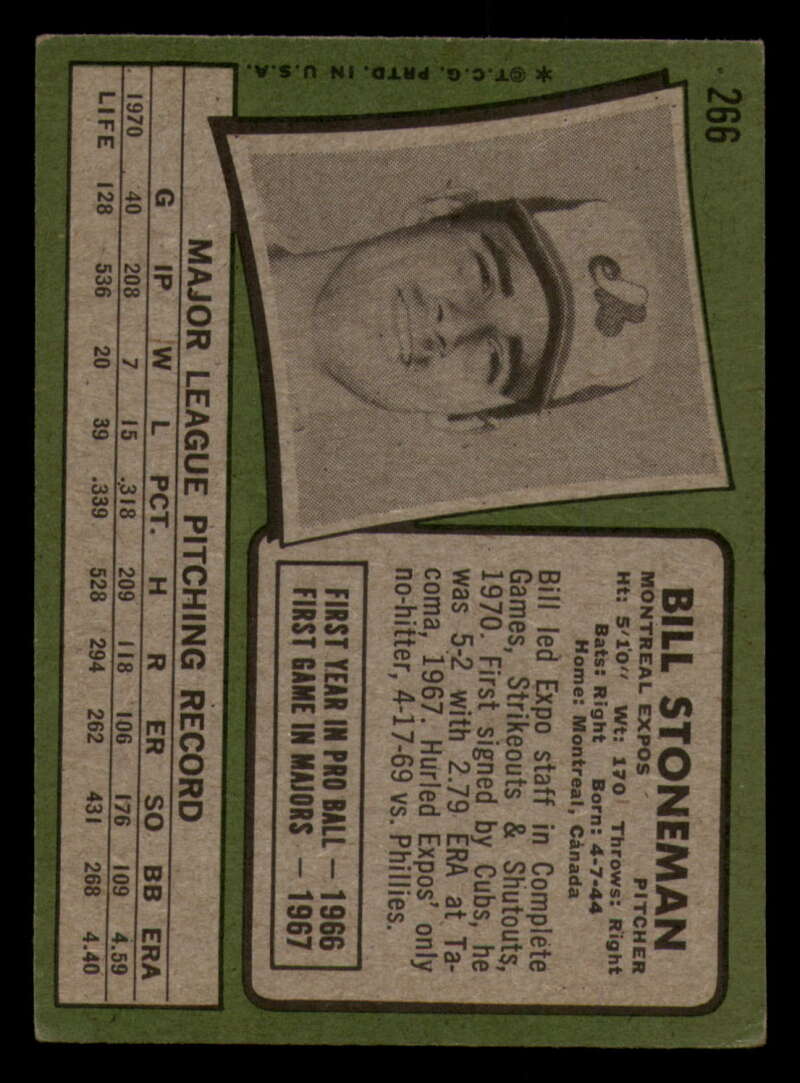 266
✱©T.C.G. PRTD. IN U.S.A.
BILL STONEMAN
MONTREAL EXPOS PITCHER
Ht: 5'10" Wt: 170 Throws: Right
Bats: Right Born: 4-7-44
Home: Montreal, Canada
Bill led Expo staff in Complete
Games, Strikeouts & Shutouts,
1970. First signed by Cubs, he
was 5-2 with 2.79 ERA at Ta-
coma, 1967. Hurled Expos' only
no-hitter, 4-17-69 vs. Phillies.
FIRST YEAR IN PRO BALL — 1966
FIRST GAME IN MAJORS — 1967
MAJOR LEAGUE PITCHING RECORD
G IP W L PCT. H R ER SO BB ERA
1970 40 208 7 15 .318 209 118 106 176 109 4.59
LIFE 128 536 20 39 .339 528 294 262 431 268 4.40